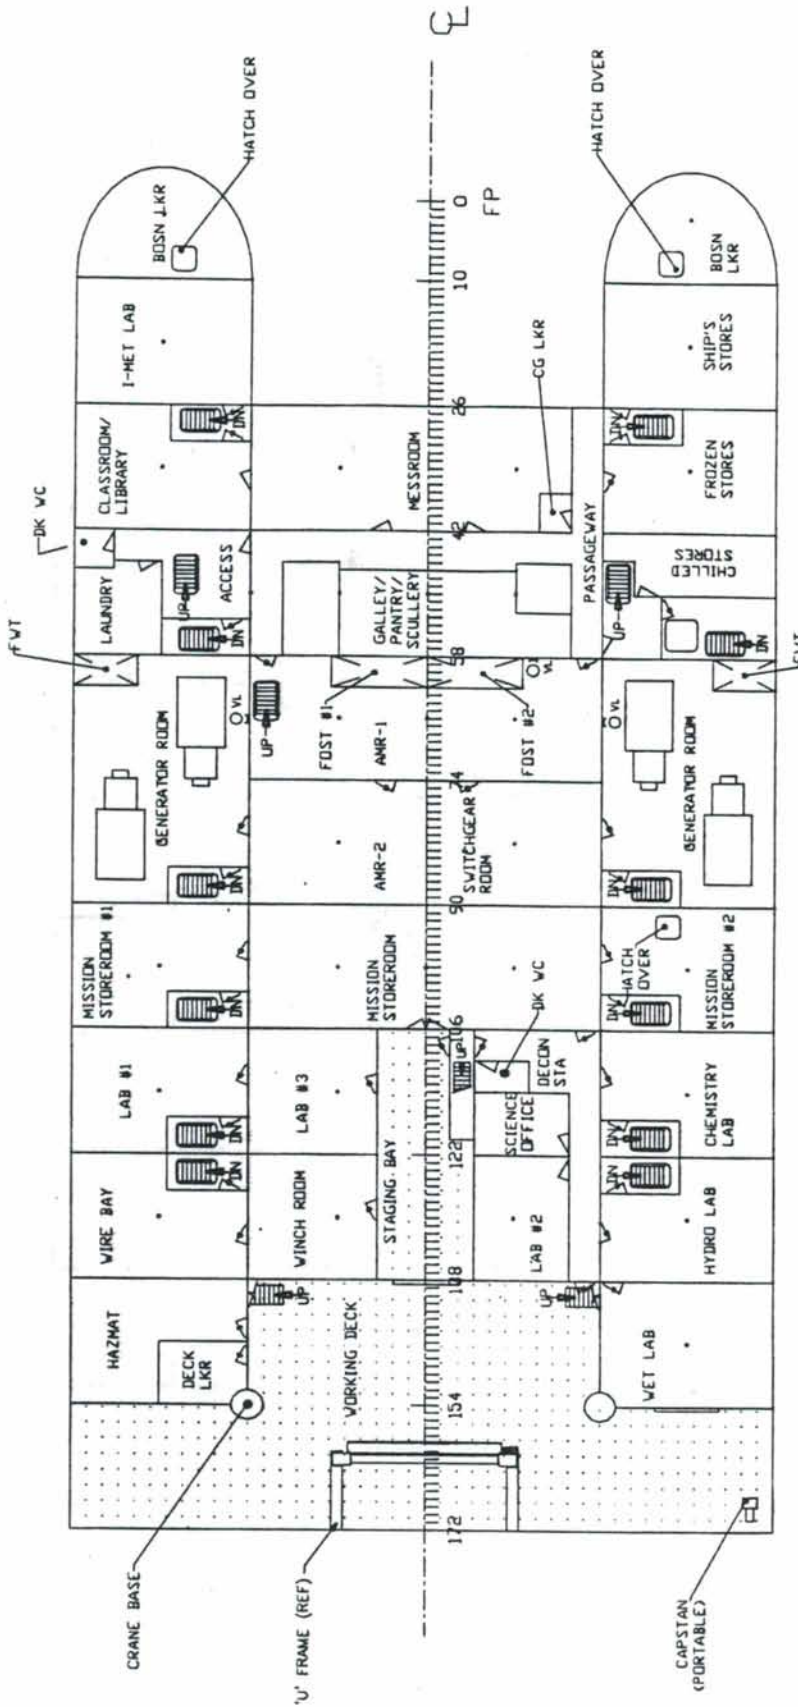 HATCH OVER
HATCH OVER
C
L
BOSN LKR
0
FP
BOSN
LKR
10
I-MET LAB
SHIP'S
STORES
CG LKR
26
DN
DN
CLASSROOM/
LIBRARY
MESSROOM
FROZEN
STORES
DK WC
42
PASSAGEWAY
CHILLED
STORES
LAUNDRY
UP
ACCESS
DN
GALLEY/
PANTRY/
SCULLERY
UP
DN
FWT
58
VL
VL
VL
FWT
GENERATOR ROOM
UP
FOST #1
AMR-1
FOST #2
GENERATOR ROOM
74
DN
AMR-2
SWITCHGEAR
ROOM
DN
90
MISSION
STOREROOM #1
DN
MISSION
STOREROOM
HATCH
OVER
DN
MISSION
STOREROOM #2
106
DK WC
UP
LAB #1
DN
LAB #3
DECON
STA
SCIENCE
OFFICE
DN
CHEMISTRY
LAB
122
STAGING BAY
WIRE BAY
DN
WINCH ROOM
LAB #2
DN
HYDRO LAB
108
UP
UP
HAZMAT
DECK
LKR
WORKING DECK
WET LAB
154
172
CRANE BASE
'U' FRAME (REF)
CAPSTAN
(PORTABLE)